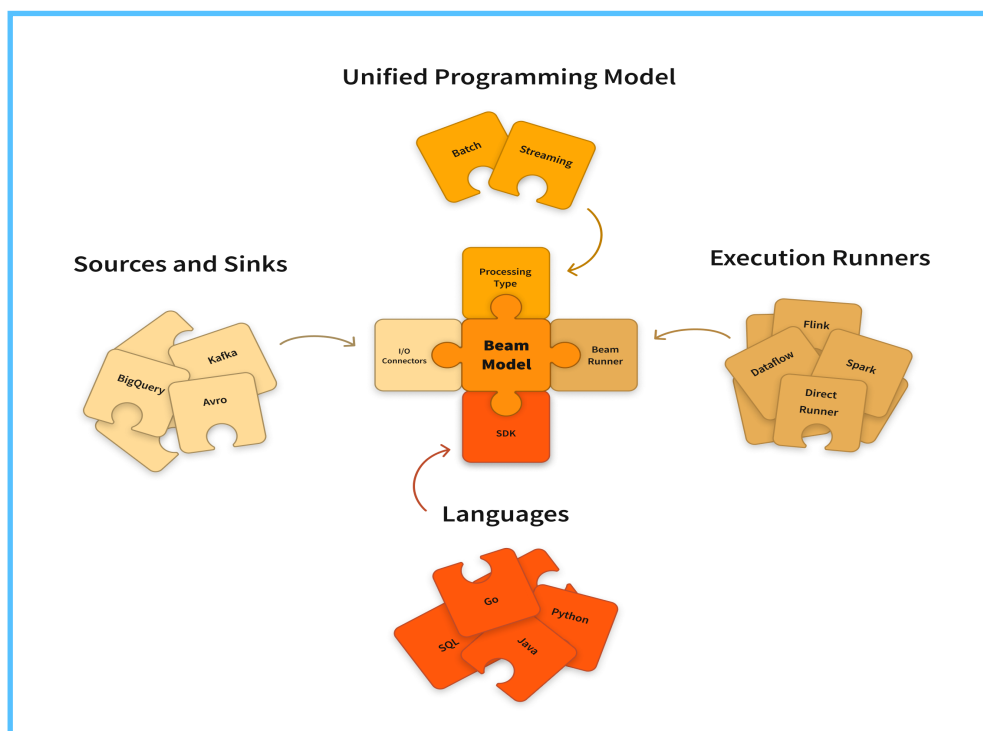 Unified Programming Model
Batch
Streaming
Sources and Sinks
Execution Runners
Processing
Type
Kafka
BigQuery
Avro
I/O
Connectors
Beam
Model
Beam
Runner
Flink
Dataflow
Spark
Direct
Runner
SDK
Languages
Go
Python
SQL
Java